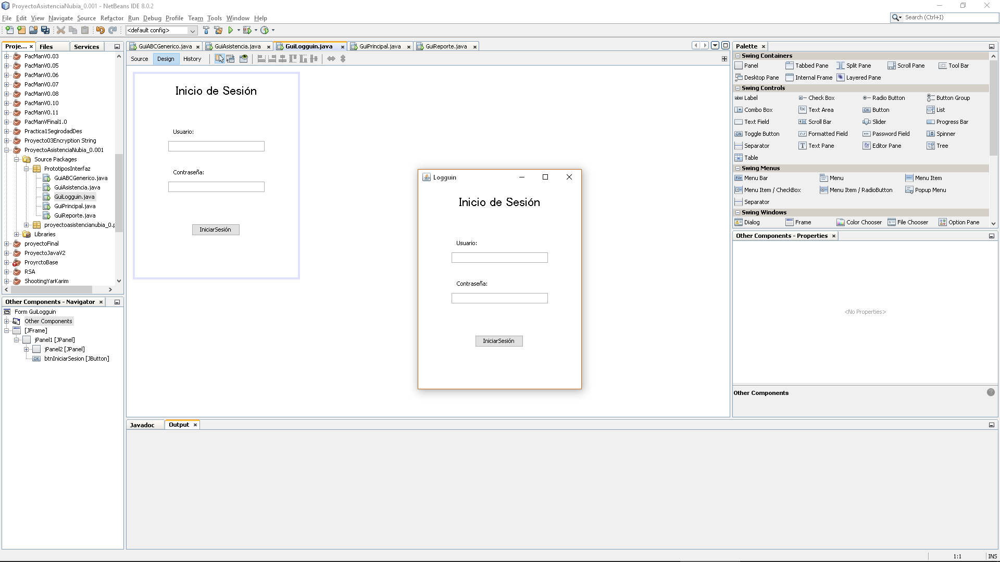 ProyectoAsistenciaNubia_0.001 - NetBeans IDE 8.0.2
File Edit View Navigate Source Refactor Run Debug Profile Team Tools Window Help
Search (Ctrl+I)
<default config>
Proje... Files Services
PacManV0.03
PacManV0.05
PacManV0.06
PacManV0.07
PacManV0.08
PacManV0.10
PacManV0.11
PacManVFinal1.0
Practica1SegirodadDes
Proyecto03Encryption String
ProyectoAsistenciaNubia_0.001
Source Packages
PrototiposInterfaz
GuiABCGenerico.java
GuiAsistencia.java
GuiLogguin.java
GuiPrincipal.java
GuiReporte.java
proyectoasistencianubia_0.p
Libraries
proyectoFinal
ProyectoJavaV2
ProyrctoBase
RSA
ShootingYarKarim
Other Components - Navigator
Form GuiLogguin
Other Components
[JFrame]
jPanel1 [JPanel]
jPanel2 [JPanel]
btnIniciarSesion [JButton]
GuiABCGenerico.java GuiAsistencia.java GuiLogguin.java GuiPrincipal.java GuiReporte.java
Source Design History
Inicio de Sesión
Usuario:
Contraseña:
IniciarSesión
Logguin
Inicio de Sesión
Usuario:
Contraseña:
IniciarSesión
Javadoc Output
Palette
Swing Containers
Panel Tabbed Pane Split Pane Scroll Pane Tool Bar
Desktop Pane Internal Frame Layered Pane
Swing Controls
label Label Check Box Radio Button Button Group
Combo Box Text Area OK Button List
Text Field Scroll Bar Slider Progress Bar
ON Toggle Button Formatted Field Password Field Spinner
Separator Text Pane Editor Pane Tree
Table
Swing Menus
File Menu Bar Menu Menu Item
Menu Item / CheckBox Menu Item / RadioButton Popup Menu
Separator
Swing Windows
Dialog Frame Color Chooser File Chooser Option Pane
Other Components - Properties
<No Properties>
Other Components
1:1 INS